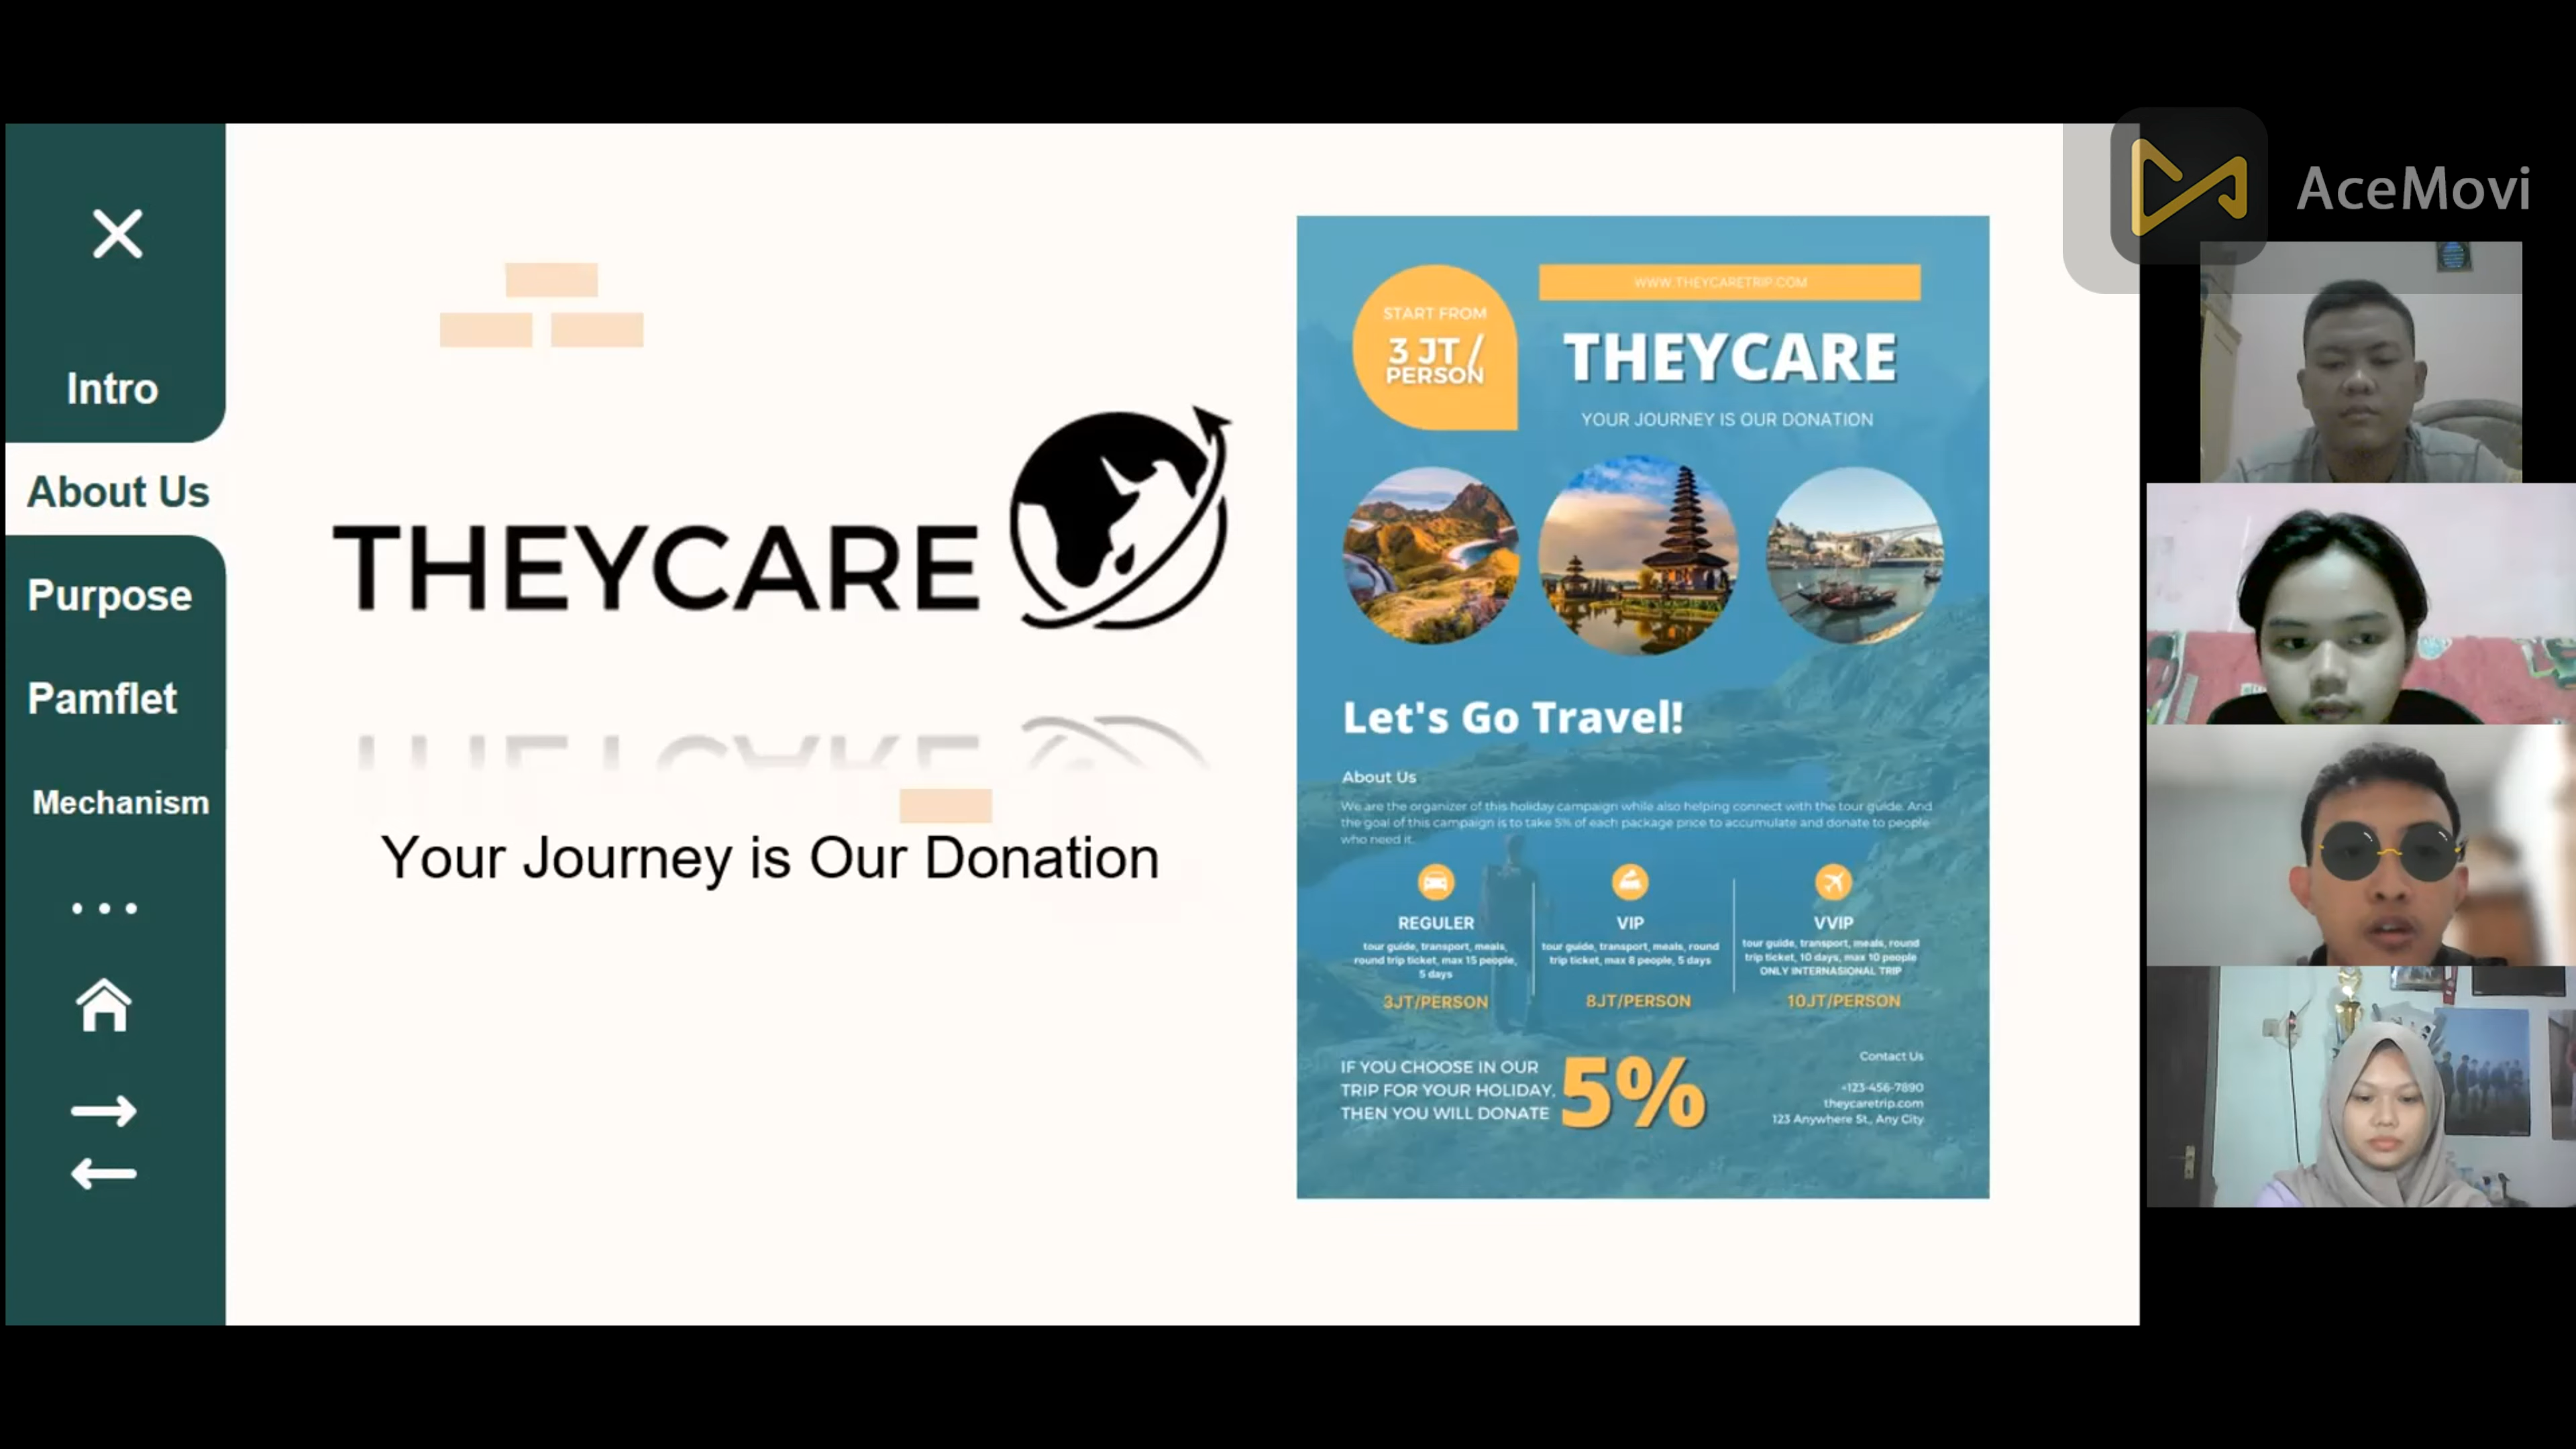 AceMovi
Intro
About Us
Purpose
Pamflet
Mechanism
...
THEYCARE
Your Journey is Our Donation
WWW.THEYCARETRIP.COM
START FROM
3 JT /
PERSON
THEYCARE
YOUR JOURNEY IS OUR DONATION
Let's Go Travel!
About Us
We are the organizer of this holiday campaign while also helping connect with the tour guide. And
the goal of this campaign is to take 5% of each package price to accumulate and donate to people
who need it.
REGULER
tour guide, transport, meals,
round trip ticket, max 15 people,
5 days
3JT/PERSON
VIP
tour guide, transport, meals, round
trip ticket, max 8 people, 5 days
8JT/PERSON
VVIP
tour guide, transport, meals, round
trip ticket, 10 days, max 10 people
ONLY INTERNASIONAL TRIP
10JT/PERSON
IF YOU CHOOSE IN OUR
TRIP FOR YOUR HOLIDAY,
THEN YOU WILL DONATE
5%
Contact Us
+123-456-7890
theycaretrip.com
123 Anywhere St., Any City